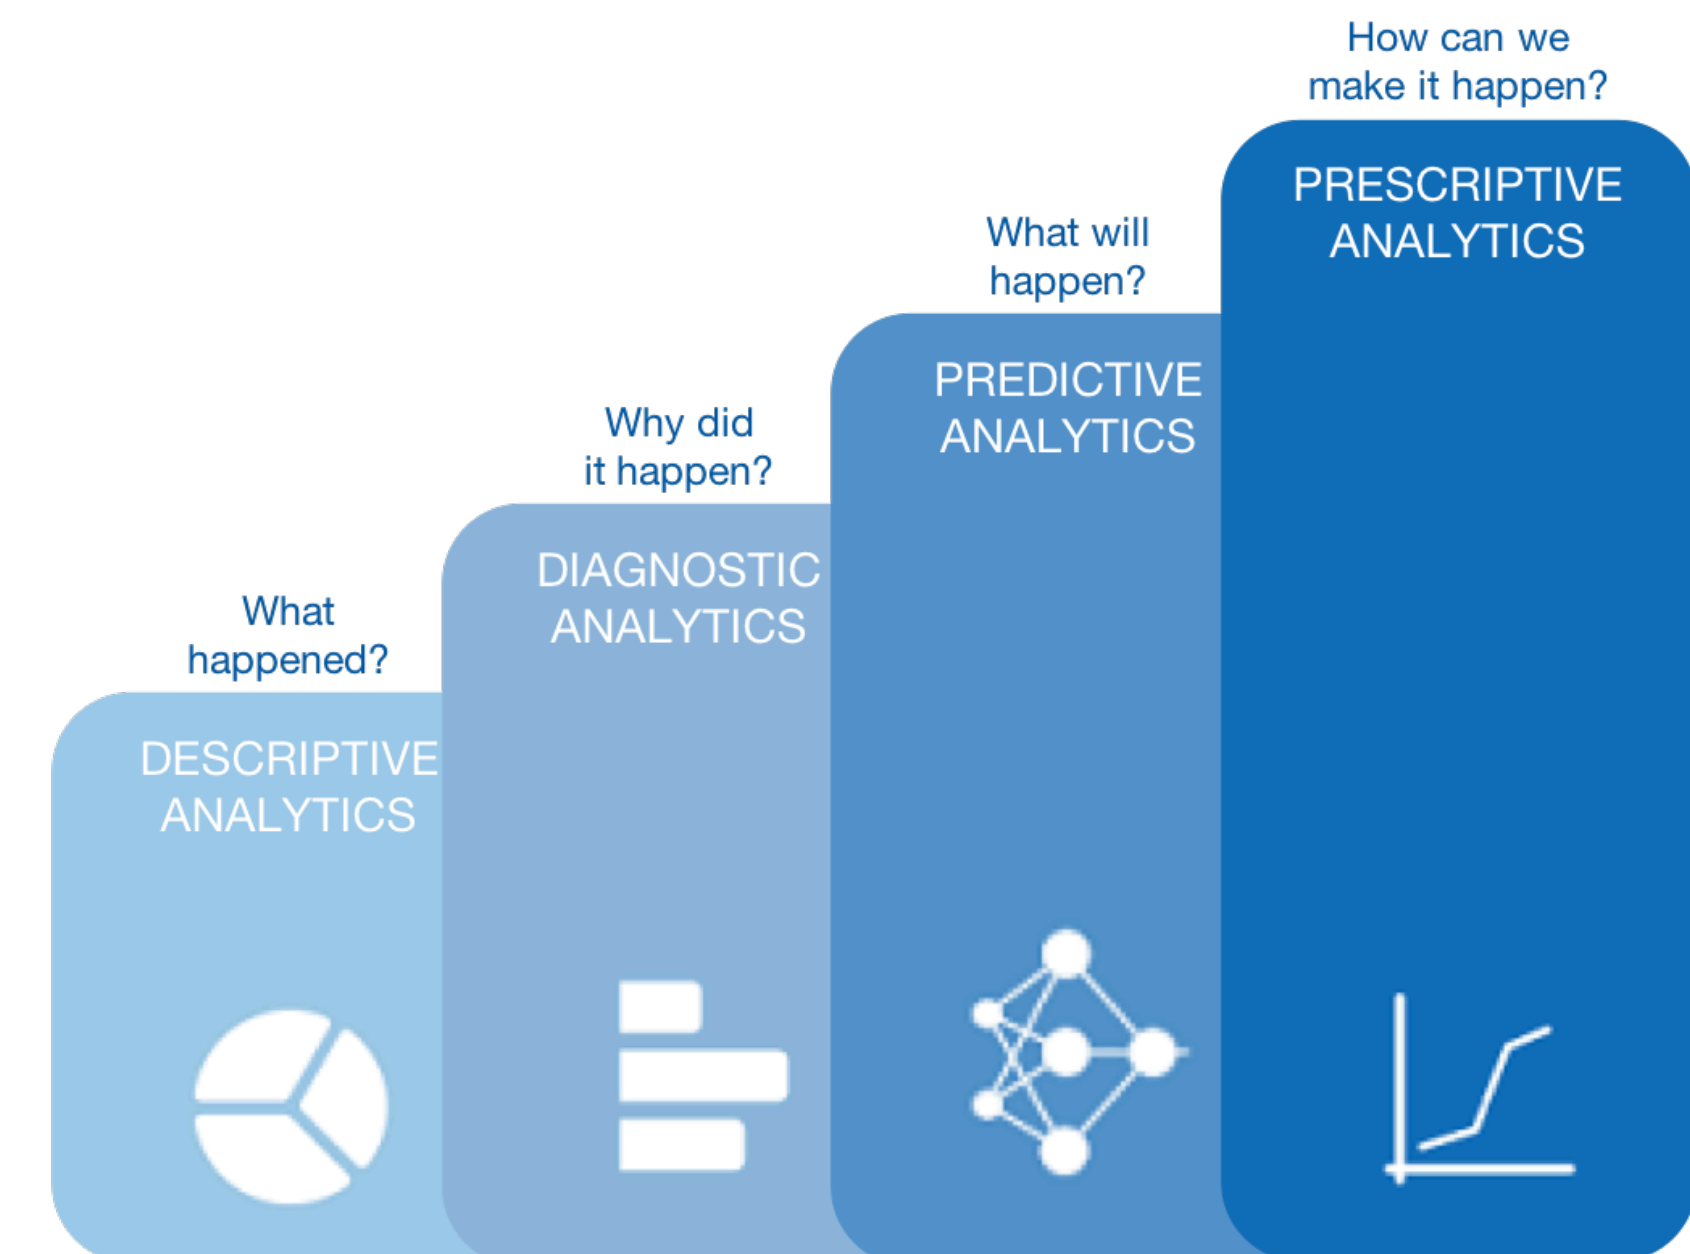 What
happened?
DESCRIPTIVE
ANALYTICS
Why did
it happen?
DIAGNOSTIC
ANALYTICS
What will
happen?
PREDICTIVE
ANALYTICS
How can we
make it happen?
PRESCRIPTIVE
ANALYTICS